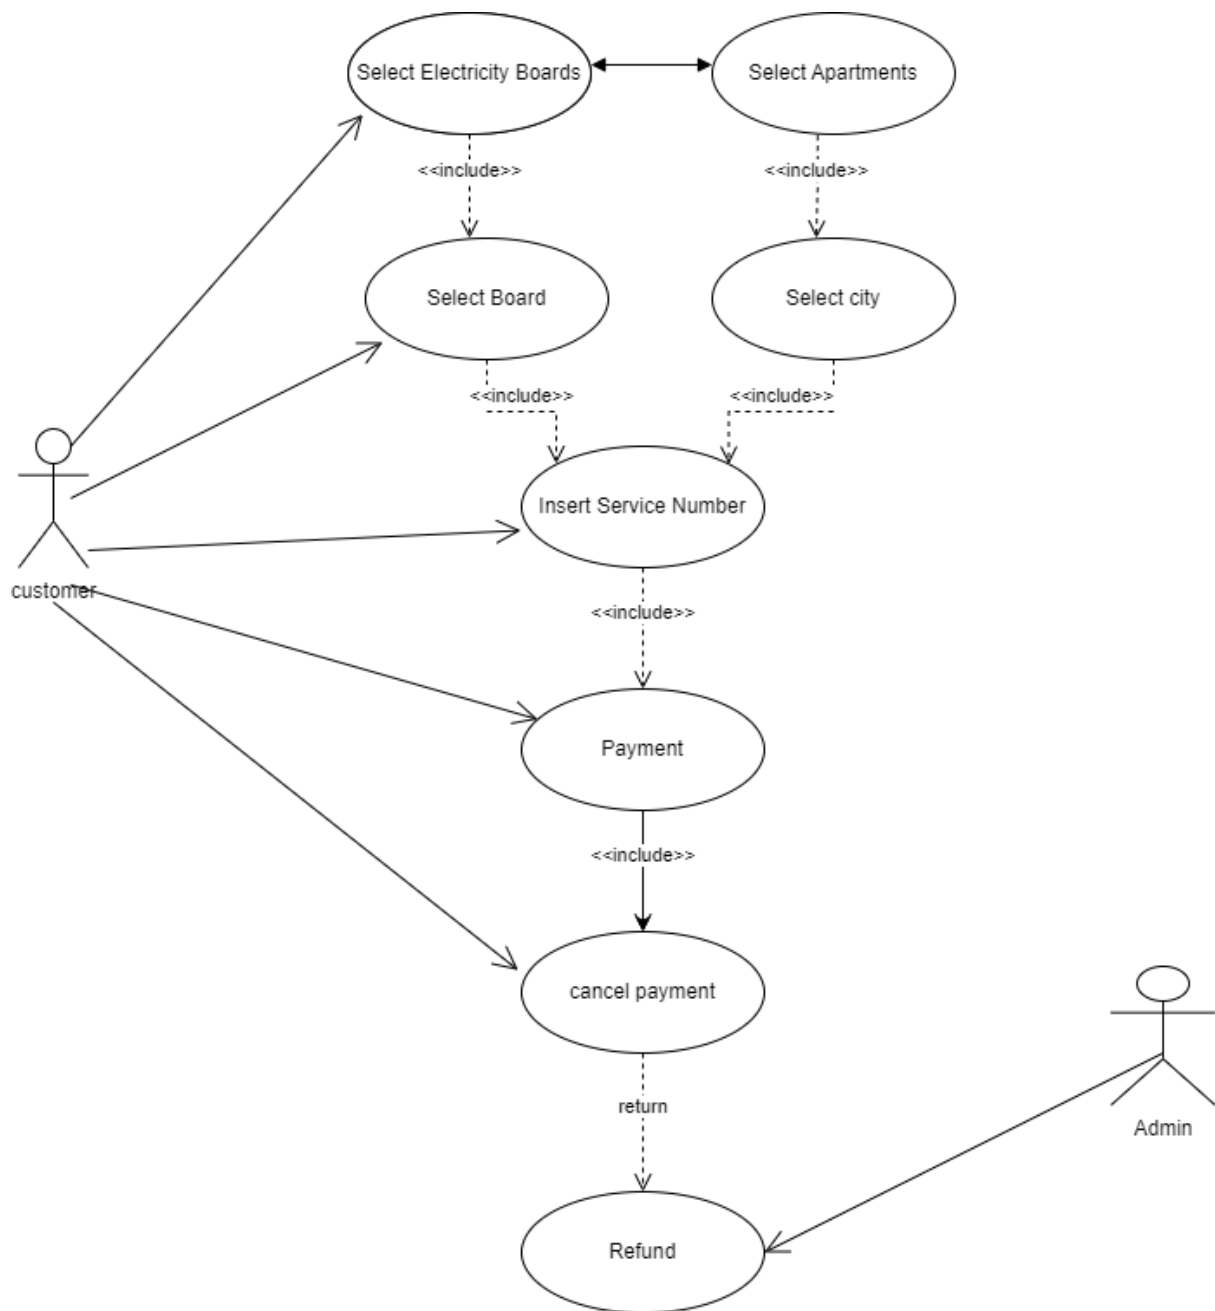 Select Electricity Boards
Select Apartments
<<include>>
<<include>>
Select Board
Select city
<<include>>
<<include>>
Insert Service Number
customer
<<include>>
Payment
<<include>>
cancel payment
return
Admin
Refund